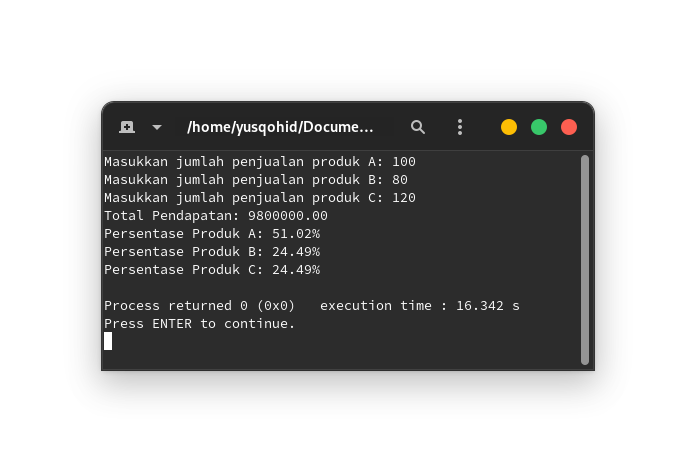 /home/yusqohid/Docume...
Masukkan jumlah penjualan produk A: 100
Masukkan jumlah penjualan produk B: 80
Masukkan jumlah penjualan produk C: 120
Total Pendapatan: 9800000.00
Persentase Produk A: 51.02%
Persentase Produk B: 24.49%
Persentase Produk C: 24.49%
Process returned 0 (0x0)   execution time : 16.342 s
Press ENTER to continue.